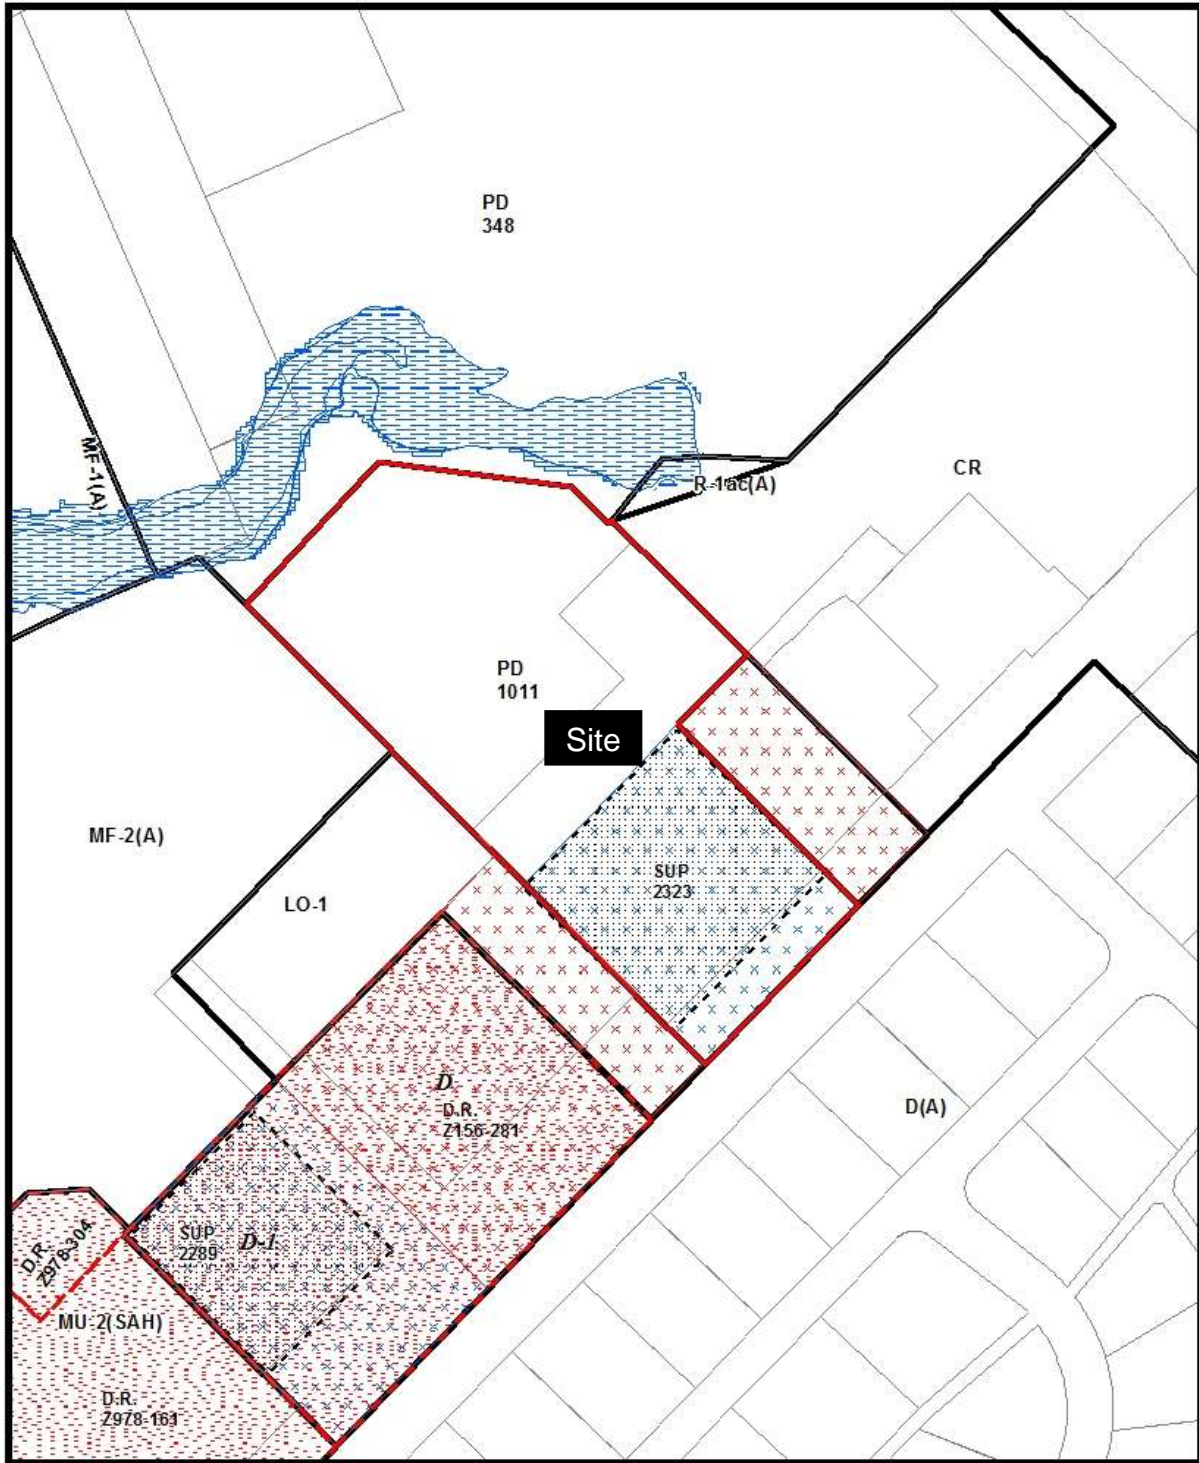 PD
348
MF-1(A)
R-1ac(A)
CR
PD
1011
Site
MF-2(A)
SUP
2323
LO-1
D
D.R.
Z156-281
D(A)
SUP
2289
D-1
D.R.
Z978-304
MU-2(SAH)
D.R.
Z978-161